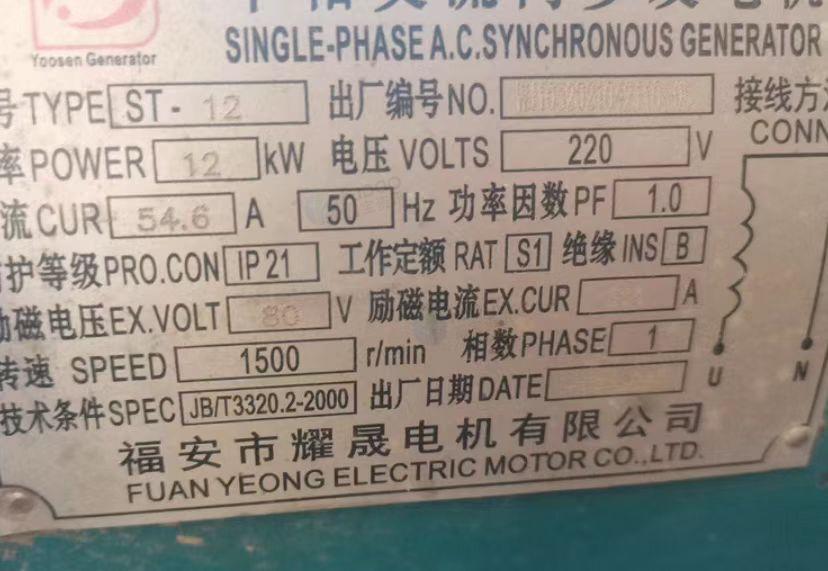 Yoosen Generator
SINGLE-PHASE A.C.SYNCHRONOUS GENERATOR
号TYPE ST-12 出厂编号NO. 接线方
率POWER 12 kW 电压VOLTS 220 V CONN
流CUR 54.6 A 50 Hz 功率因数PF 1.0
护等级PRO.CON IP21 工作定额RAT S1 绝缘INS B
励磁电压EX.VOLT 80 V 励磁电流EX.CUR A
转速 SPEED 1500 r/min 相数PHASE 1 U N
技术条件SPEC JB/T3320.2-2000 出厂日期DATE
福安市耀晟电机有限公司
FUAN YEONG ELECTRIC MOTOR CO.,LTD.